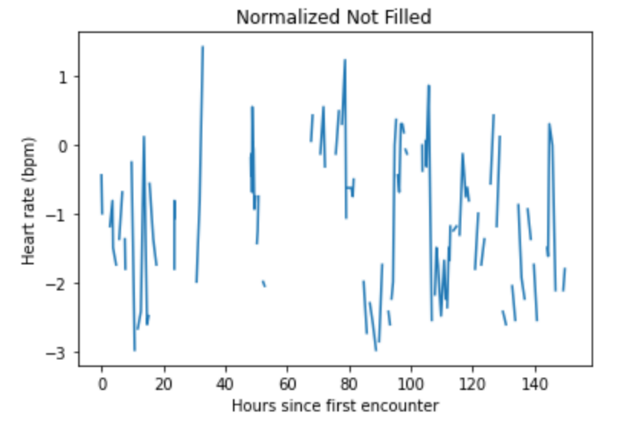 Normalized Not Filled
Heart rate (bpm)
1
0
−1
−2
−3
0 20 40 60 80 100 120 140
Hours since first encounter